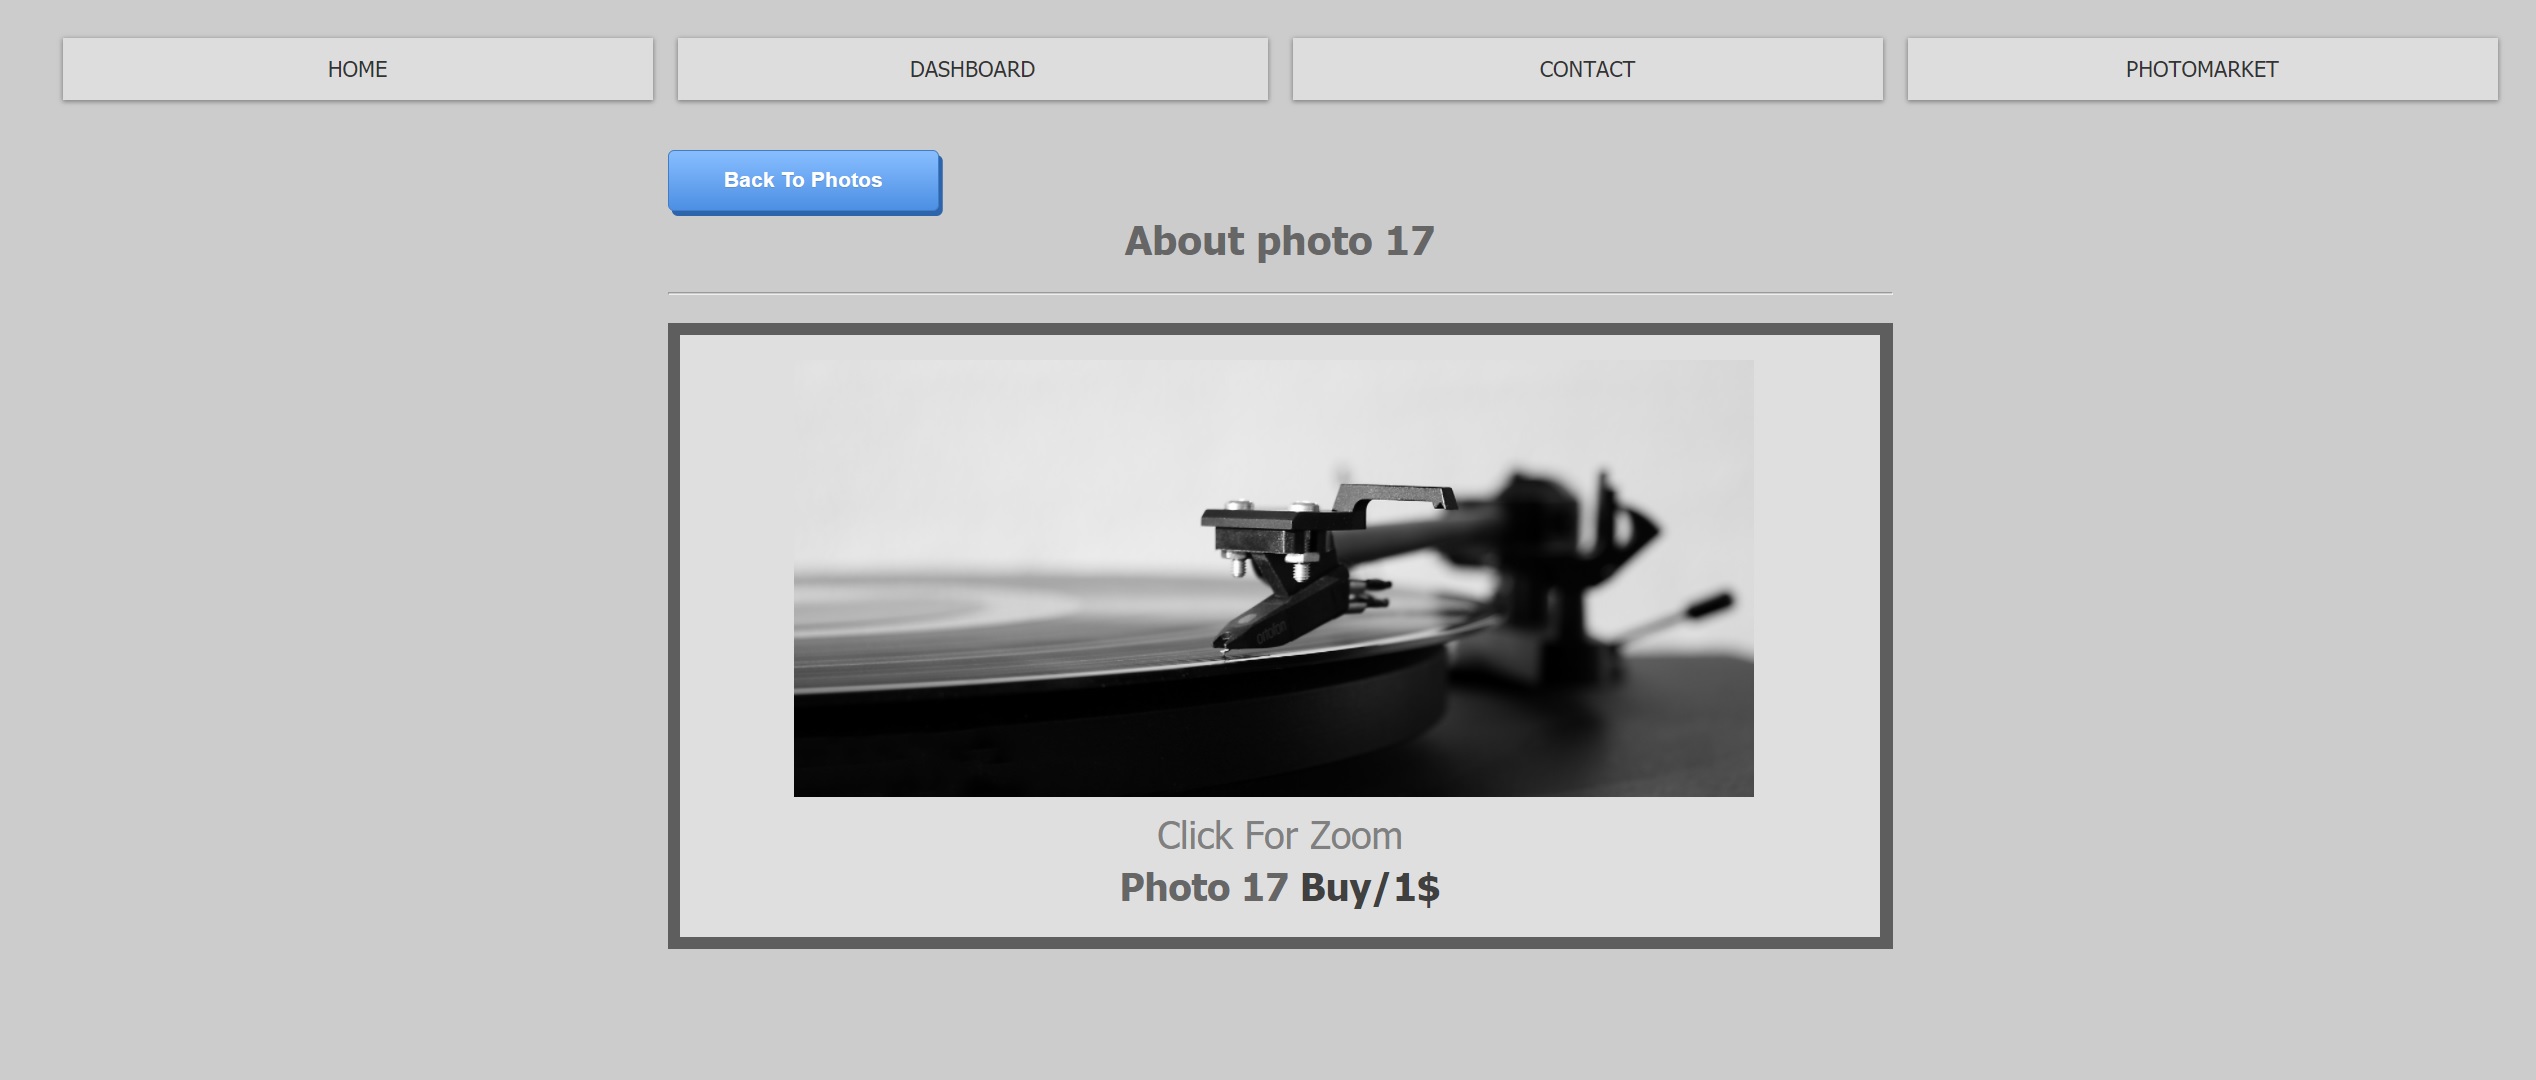 HOME
DASHBOARD
CONTACT
PHOTOMARKET
Back To Photos
About photo 17
ortofon
Click For Zoom
Photo 17 Buy/1$